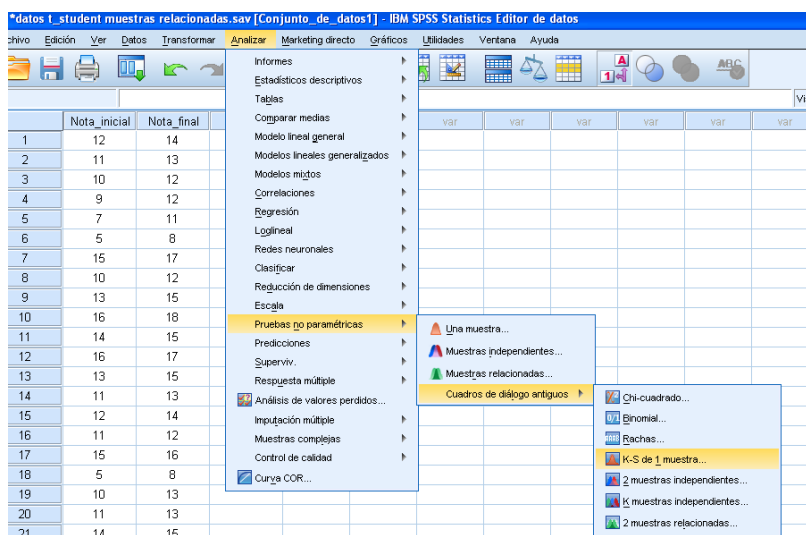 *datos t_student muestras relacionadas.sav [Conjunto_de_datos1] - IBM SPSS Statistics Editor de datos
chivo Edición Ver Datos Transformar Analizar Marketing directo Gráficos Utilidades Ventana Ayuda
Vi
Nota_inicial Nota_final var var var var var var
1 12 14
2 11 13
3 10 12
4 9 12
5 7 11
6 5 8
7 15 17
8 10 12
9 13 15
10 16 18
11 14 15
12 16 17
13 13 15
14 11 13
15 12 14
16 11 12
17 15 16
18 5 8
19 10 13
20 11 13
21 14 15
Informes
Estadísticos descriptivos
Tablas
Comparar medias
Modelo lineal general
Modelos lineales generalizados
Modelos mixtos
Correlaciones
Regresión
Loglineal
Redes neuronales
Clasificar
Reducción de dimensiones
Escala
Pruebas no paramétricas
Predicciones
Superviv.
Respuesta múltiple
Análisis de valores perdidos...
Imputación múltiple
Muestras complejas
Control de calidad
Curva COR...
Una muestra...
Muestras independientes...
Muestras relacionadas...
Cuadros de diálogo antiguos
Chi-cuadrado...
0/1 Binomial...
Rachas...
K-S de 1 muestra...
2 muestras independientes...
K muestras independientes...
2 muestras relacionadas...
A
1
ABC